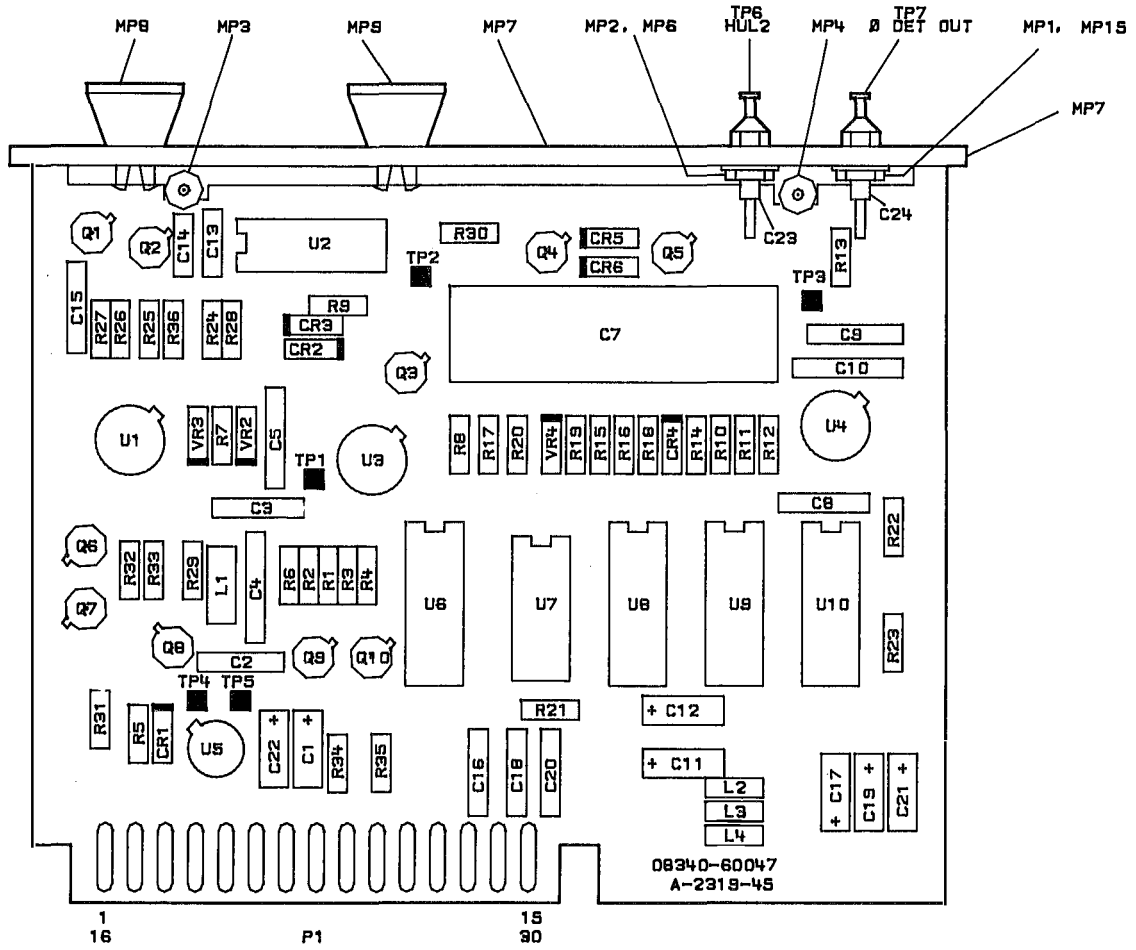 MP8 MP3 MP9 MP7 MP2, MP6 TP6 MP4 TP7 MP1, MP15
HUL2 Ø DET OUT
MP7
C24
C23
Q1 Q2 C14 C13 U2 R30 Q4 CR5 Q5 R13
CR6
TP2 TP3
C15 R27 R26 R25 R36 R24 R28 R9 C7 C9
CR3
CR2 C10
Q3
U1 VR3 R7 VR2 C5 U3 R8 R17 R20 VR4 R19 R15 R16 R18 CR4 R14 R10 R11 R12 U4
TP1
C3 C8 R22
Q6 R32 R33 R29 L1 C4 R6 R2 R1 R3 R4 U6 U7 U8 U9 U10
Q7
Q8 C2 Q9 Q10 R23
TP4 TP5
R31 R5 CR1 U5 C22 + C1 + R34 R35 R21 + C12
C16 C18 C20 + C11 + C17 C19 + C21 +
L2
L3
L4
08340-60047
A-2319-45
1 15
16 P1 30